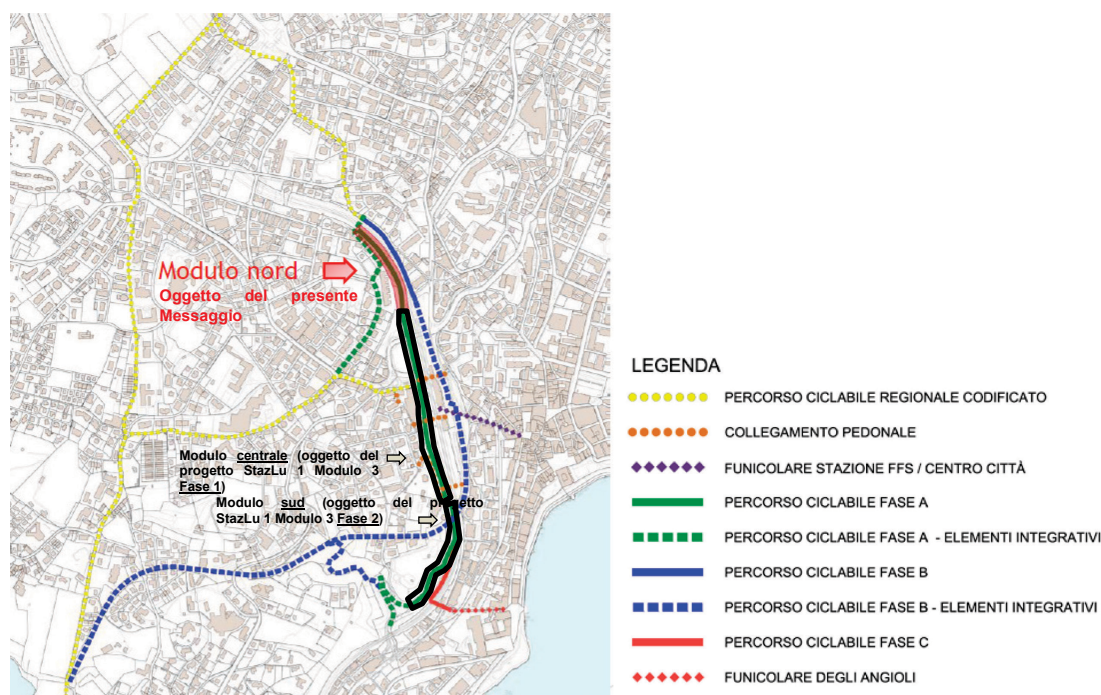 Modulo nord
Oggetto del presente
Messaggio
Modulo centrale (oggetto del
progetto StazLu 1 Modulo 3
Fase 1)
Modulo sud (oggetto del progetto
StazLu 1 Modulo 3 Fase 2)
LEGENDA
PERCORSO CICLABILE REGIONALE CODIFICATO
COLLEGAMENTO PEDONALE
FUNICOLARE STAZIONE FFS / CENTRO CITTÀ
PERCORSO CICLABILE FASE A
PERCORSO CICLABILE FASE A - ELEMENTI INTEGRATIVI
PERCORSO CICLABILE FASE B
PERCORSO CICLABILE FASE B - ELEMENTI INTEGRATIVI
PERCORSO CICLABILE FASE C
FUNICOLARE DEGLI ANGIOLI